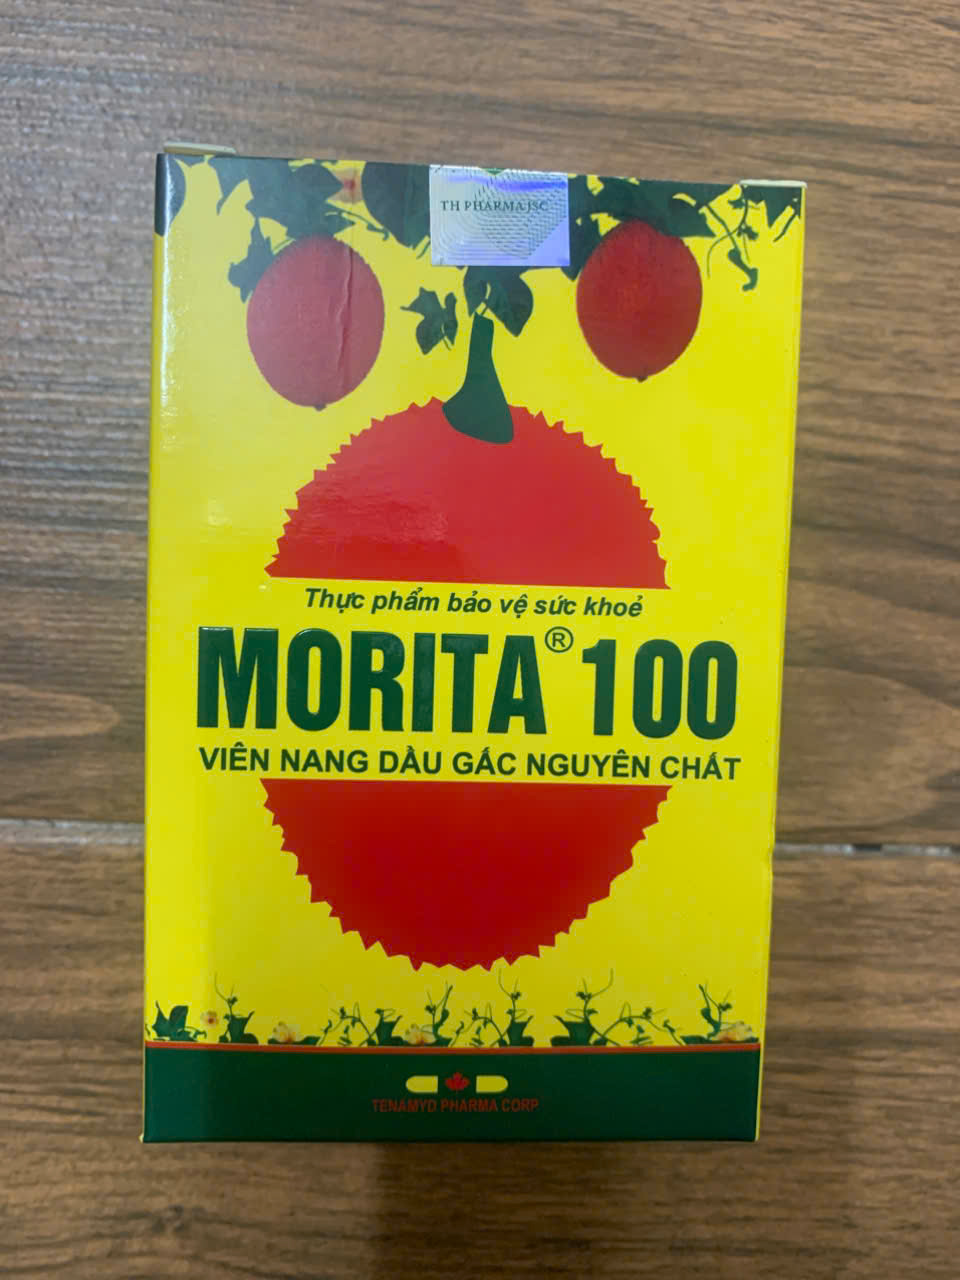 TH PHARMA JSC
Thực phẩm bảo vệ sức khoẻ
MORITA® 100
VIÊN NANG DẦU GẤC NGUYÊN CHẤT
TENAMYD PHARMA CORP